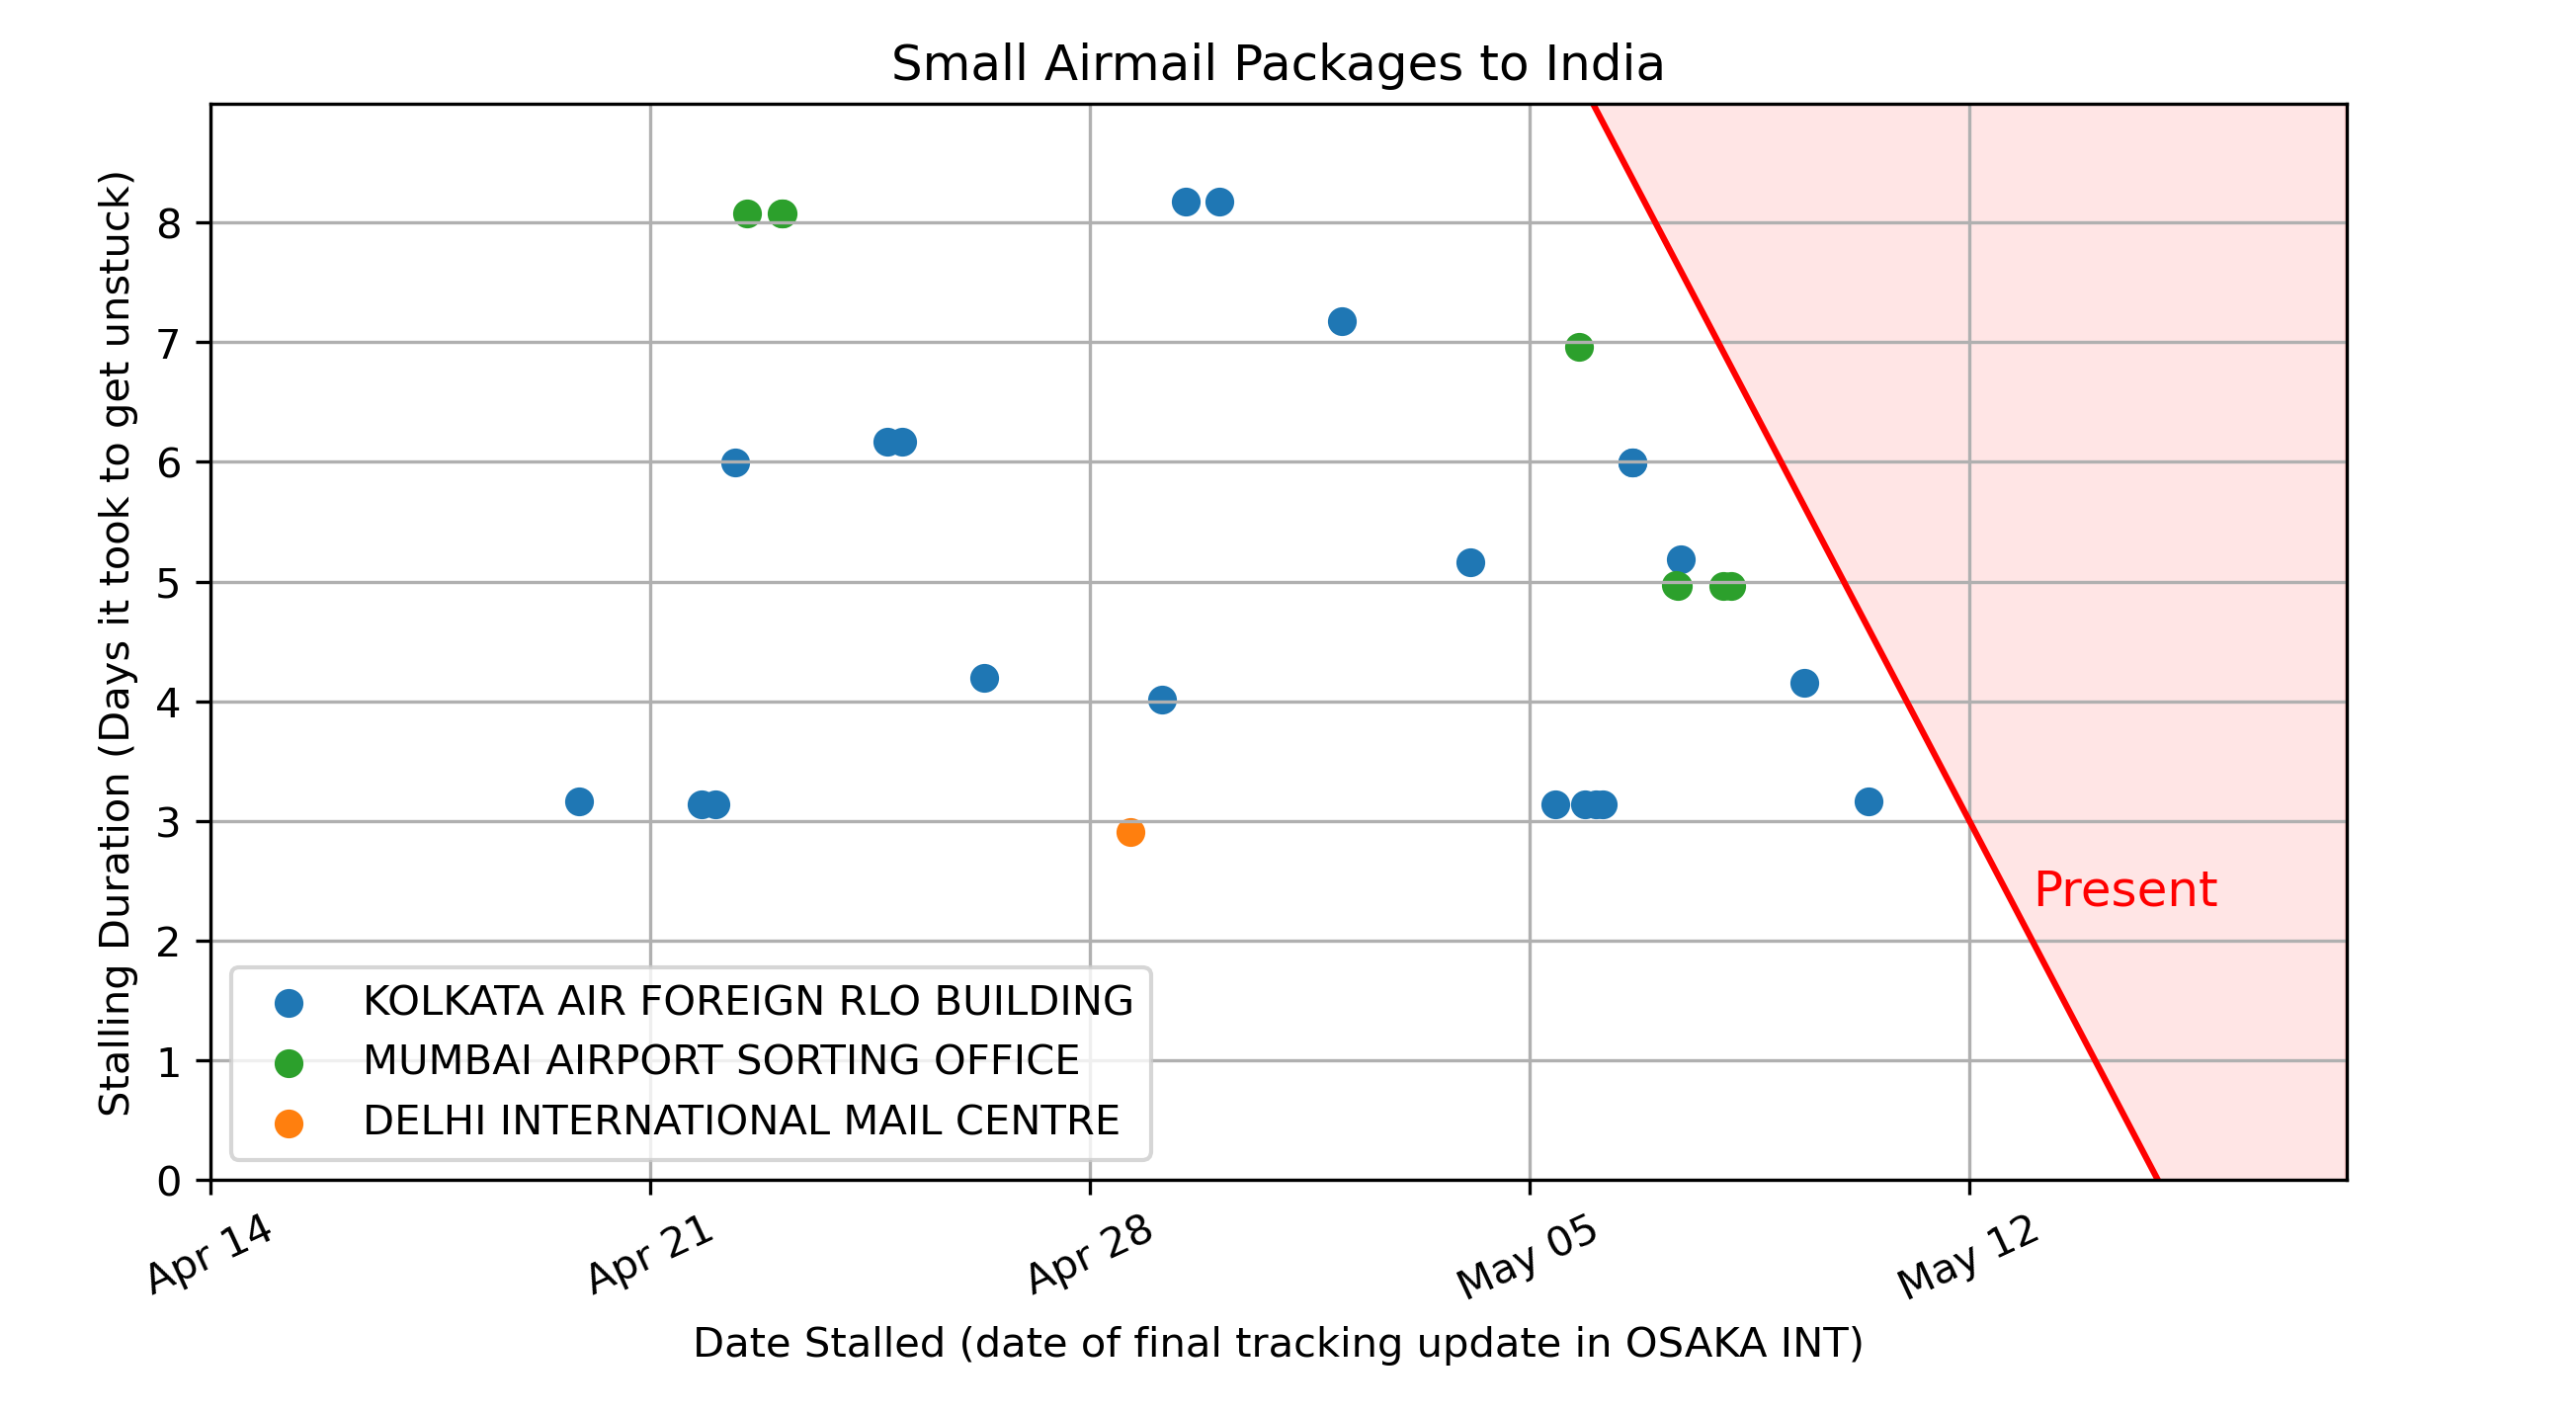 Small Airmail Packages to India
Stalling Duration (Days it took to get unstuck)
8
7
6
5
4
3
2
1
0
Present
KOLKATA AIR FOREIGN RLO BUILDING
MUMBAI AIRPORT SORTING OFFICE
DELHI INTERNATIONAL MAIL CENTRE
Apr 14
Apr 21
Apr 28
May 05
May 12
Date Stalled (date of final tracking update in OSAKA INT)